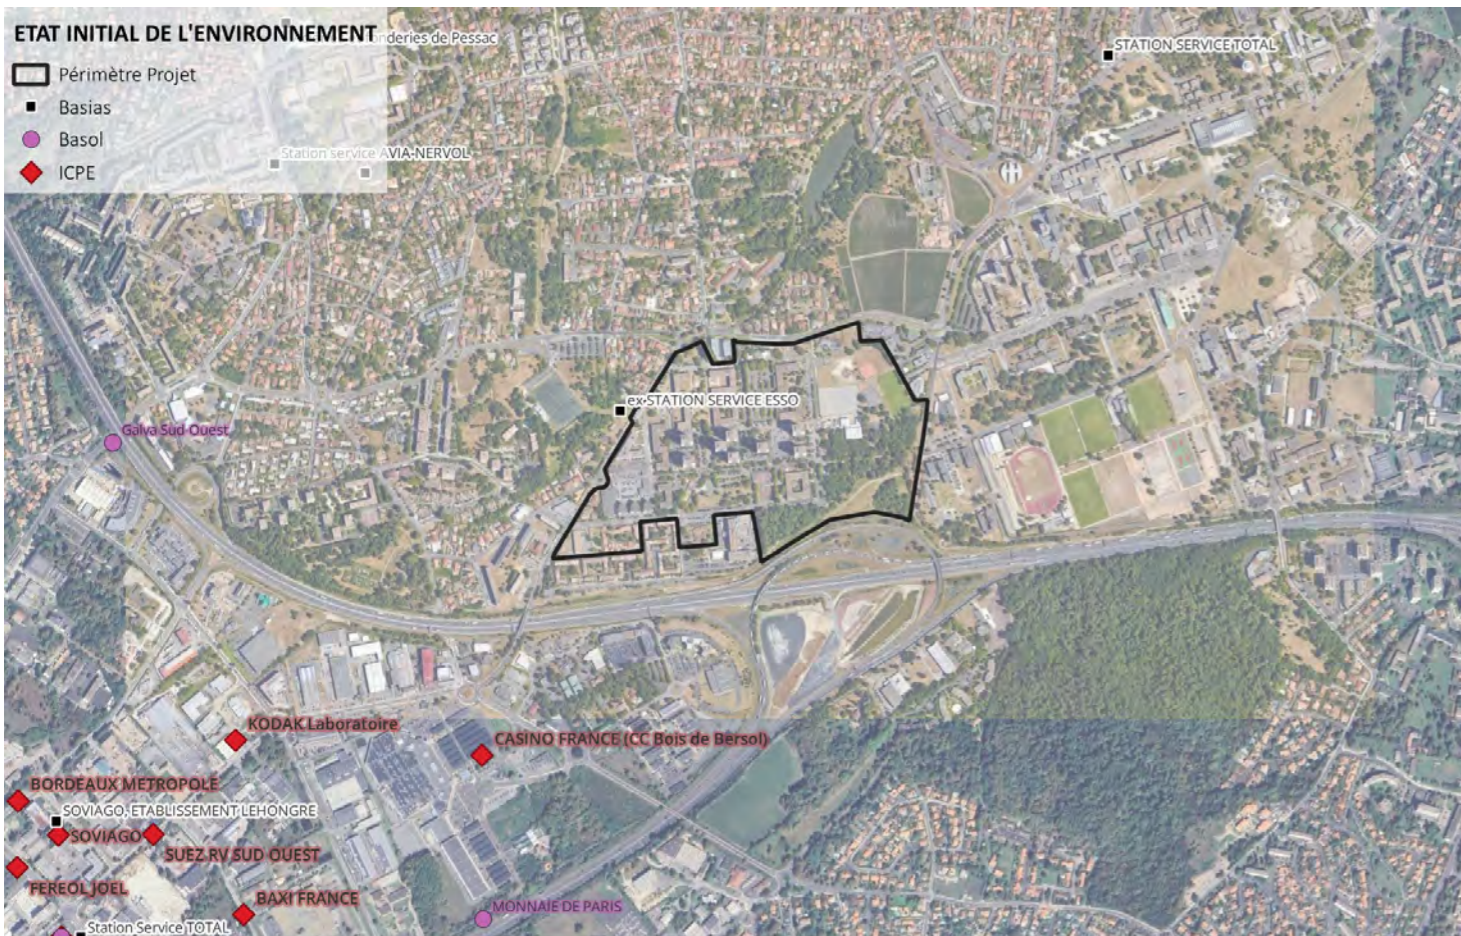 ETAT INITIAL DE L'ENVIRONNEMENT
Périmètre Projet
Basias
Basol
ICPE
nderies de Pessac
STATION SERVICE TOTAL
Station service AVIA-NERVOL
ex-STATION SERVICE ESSO
Galva Sud Ouest
KODAK Laboratoire
CASINO FRANCE (CC Bois de Bersol)
BORDEAUX METROPOLE
SOVIAGO, ETABLISSEMENT LEHONGRE
SOVIAGO
SUEZ RV SUD OUEST
FEREOL JOEL
BAXI FRANCE
MONNAIE DE PARIS
Station Service TOTAL